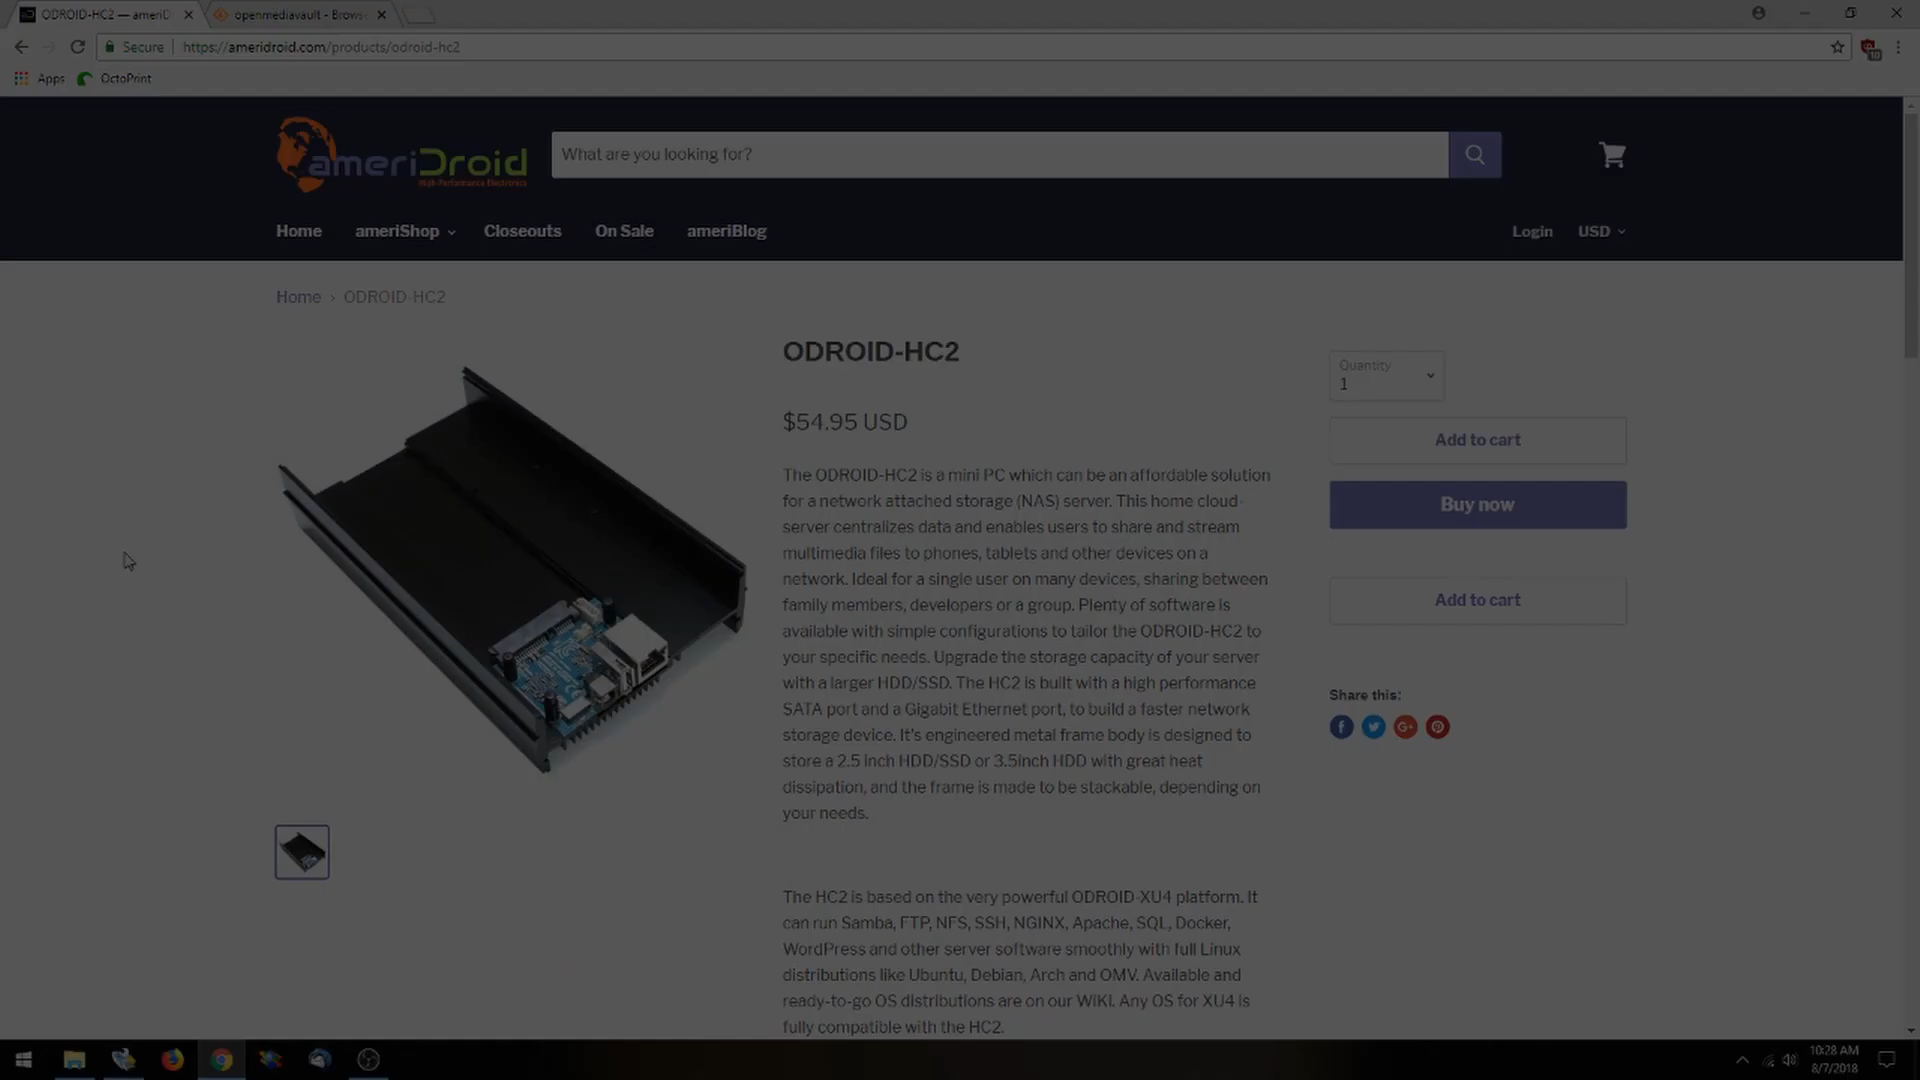 ODROID-HC2 — ameriD
openmediavault - Brows
Secure
https://ameridroid.com/products/odroid-hc2
10
Apps
OctoPrint
ameriDroid
High-Performance Electronics
What are you looking for?
Home
ameriShop
Closeouts
On Sale
ameriBlog
Login
USD
Home › ODROID-HC2
ODROID-HC2
$54.95 USD
The ODROID-HC2 is a mini PC which can be an affordable solution
for a network attached storage (NAS) server. This home cloud-
server centralizes data and enables users to share and stream
multimedia files to phones, tablets and other devices on a
network. Ideal for a single user on many devices, sharing between
family members, developers or a group. Plenty of software is
available with simple configurations to tailor the ODROID-HC2 to
your specific needs. Upgrade the storage capacity of your server
with a larger HDD/SSD. The HC2 is built with a high performance
SATA port and a Gigabit Ethernet port, to build a faster network
storage device. It's engineered metal frame body is designed to
store a 2.5 inch HDD/SSD or 3.5inch HDD with great heat
dissipation, and the frame is made to be stackable, depending on
your needs.
The HC2 is based on the very powerful ODROID-XU4 platform. It
can run Samba, FTP, NFS, SSH, NGINX, Apache, SQL, Docker,
WordPress and other server software smoothly with full Linux
distributions like Ubuntu, Debian, Arch and OMV. Available and
ready-to-go OS distributions are on our WiKi. Any OS for XU4 is
fully compatible with the HC2.
Quantity
1
Add to cart
Buy now
Add to cart
Share this:
10:28 AM
8/7/2018